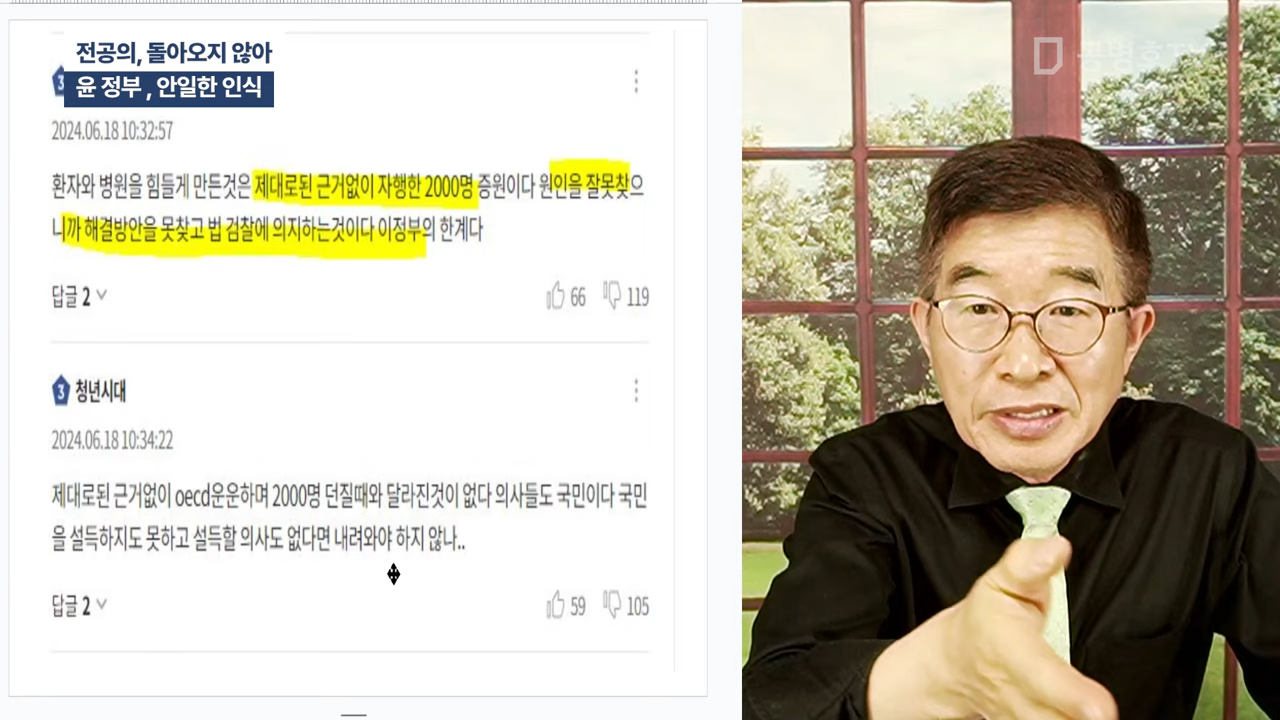 전공의, 돌아오지 않아
윤 정부 , 안일한 인식
3
2024.06.18 10:32:57
환자와 병원을 힘들게 만든것은 제대로된 근거없이 자행한 2000명 증원이다 원인을 잘못찾으
니까 해결방안을 못찾고 법 검찰에 의지하는것이다 이정부의 한계다
답글 2
66 119
3 청년시대
2024.06.18 10:34:22
제대로된 근거없이 oecd운운하며 2000명 던질때와 달라진것이 없다 의사들도 국민이다 국민
을 설득하지도 못하고 설득할 의사도 없다면 내려와야 하지 않나..
답글 2
59 105
공병호TV